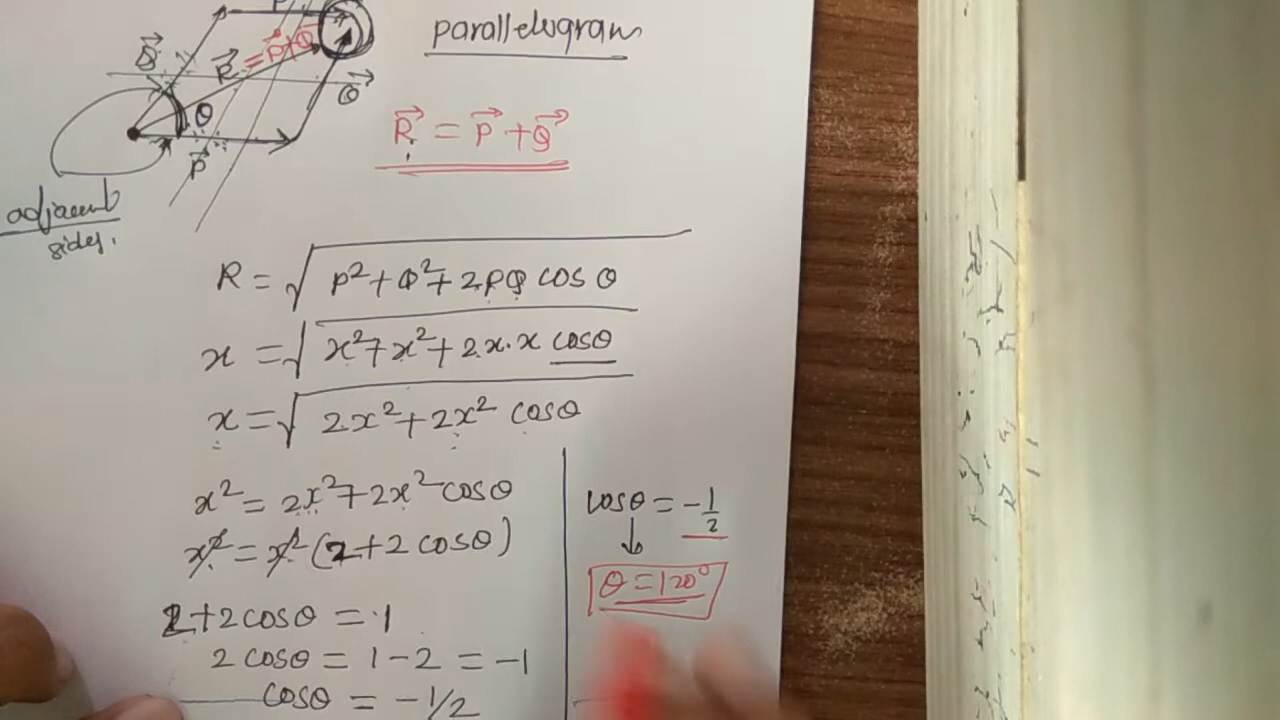 parallelogram
Q⃗
R⃗ = P⃗+Q⃗
θ
Q⃗
P⃗
adjacent
sides.
R⃗ = P⃗ + Q⃗
R = √(P² + Q² + 2PQ cos θ)
x = √(x² + x² + 2x·x cosθ)
x = √(2x² + 2x² cosθ)
x² = 2x² + 2x² cosθ
x² = x² (2 + 2 cosθ)
2 + 2 cosθ = 1
2 cosθ = 1 - 2 = -1
cosθ = -1/2
cosθ = -1/2
θ = 120°